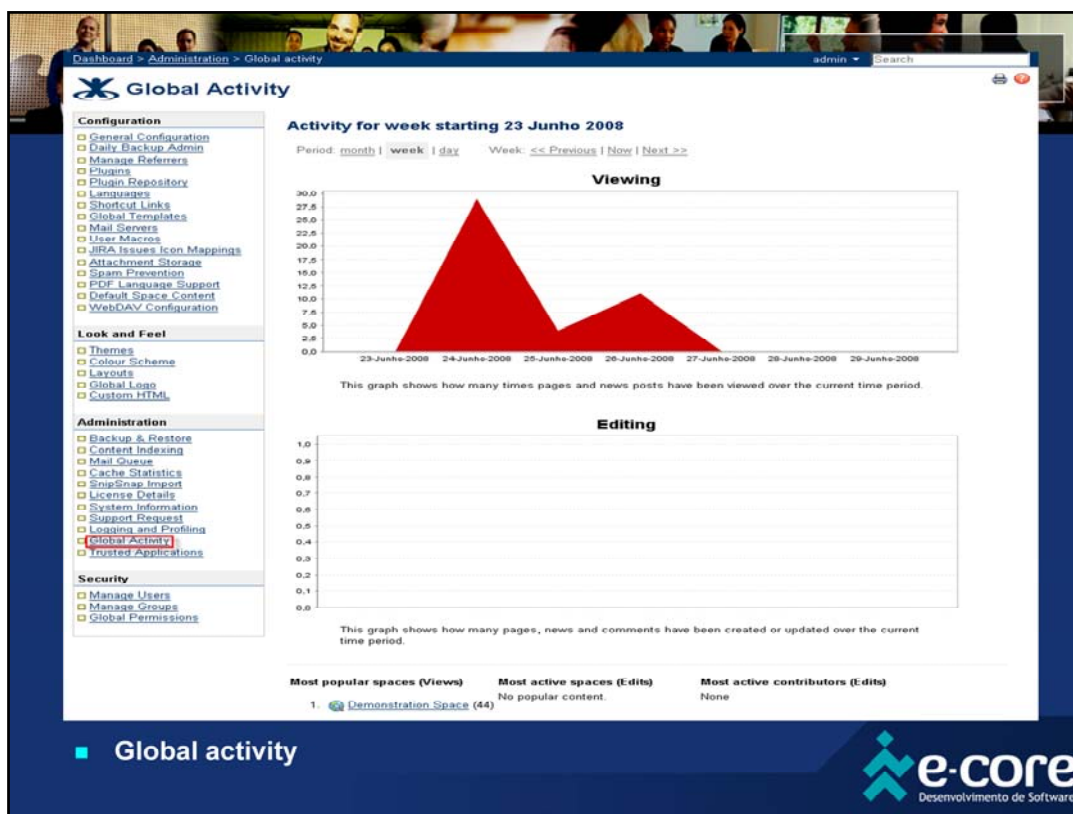 Dashboard > Administration > Global activity
admin
Search
Global Activity
Configuration
General Configuration
Daily Backup Admin
Manage Referrers
Plugins
Plugin Repository
Languages
Shortcut Links
Global Templates
Mail Servers
User Macros
JIRA Issues Icon Mappings
Attachment Storage
Spam Prevention
PDF Language Support
Default Space Content
WebDAV Configuration
Look and Feel
Themes
Colour Scheme
Layouts
Global Logo
Custom HTML
Administration
Backup & Restore
Content Indexing
Mail Queue
Cache Statistics
SnipSnap Import
License Details
System Information
Support Request
Logging and Profiling
Global Activity
Trusted Applications
Security
Manage Users
Manage Groups
Global Permissions
Activity for week starting 23 Junho 2008
Period: month | week | day Week: << Previous | Now | Next >>
Viewing
30,0
27,5
25,0
22,5
20,0
17,5
15,0
12,5
10,0
7,5
5,0
2,5
0,0
23-Junho-2008 24-Junho-2008 25-Junho-2008 26-Junho-2008 27-Junho-2008 28-Junho-2008 29-Junho-2008
This graph shows how many times pages and news posts have been viewed over the current time period.
Editing
1,0
0,9
0,8
0,7
0,6
0,5
0,4
0,3
0,2
0,1
0,0
This graph shows how many pages, news and comments have been created or updated over the current
time period.
Most popular spaces (Views) Most active spaces (Edits) Most active contributors (Edits)
No popular content. None
1. Demonstration Space (44)
Global activity
e-core
Desenvolvimento de Software